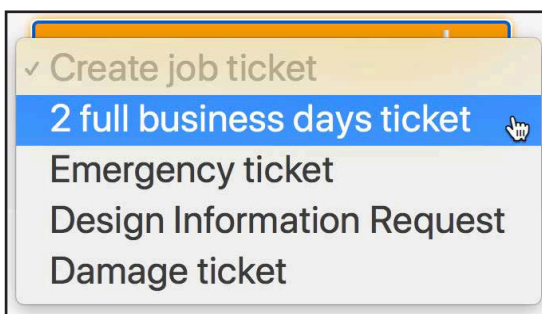 ✓ Create job ticket
2 full business days ticket
Emergency ticket
Design Information Request
Damage ticket